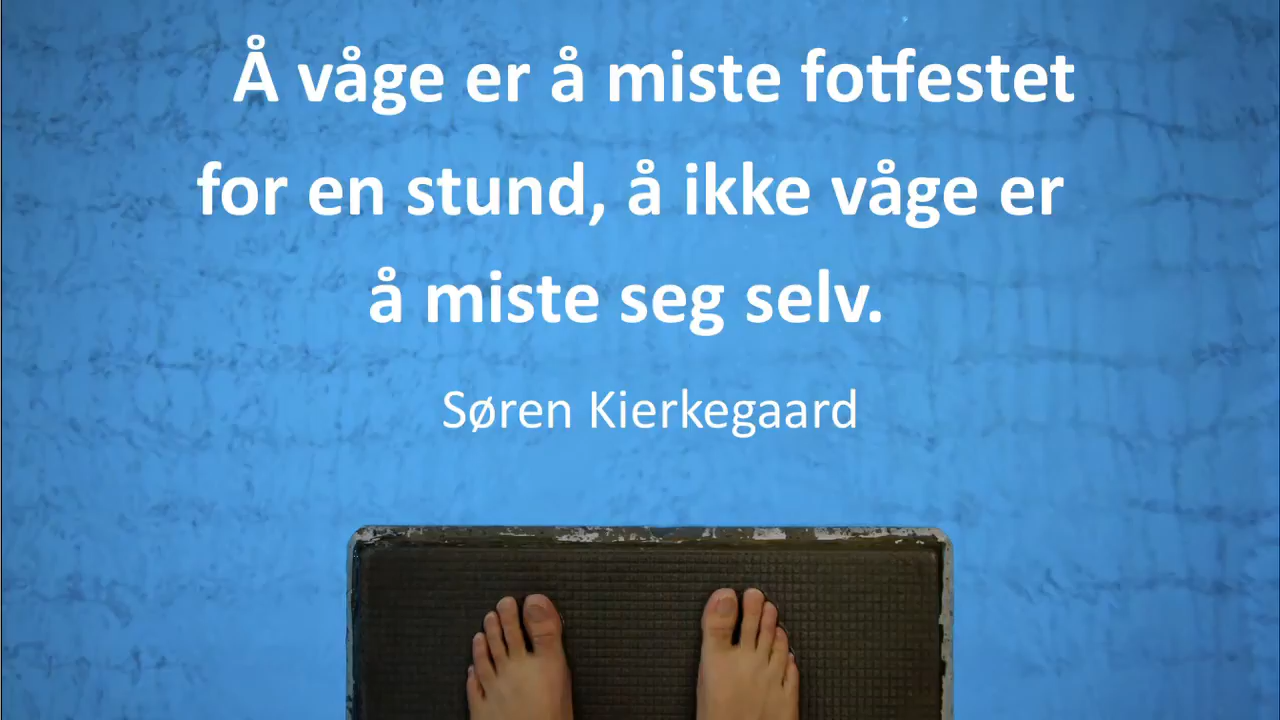 Å våge er å miste fotfestet
for en stund, å ikke våge er
å miste seg selv.
Søren Kierkegaard